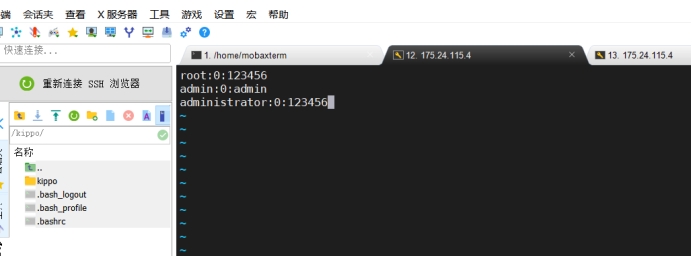 端 会话夹 查看 X 服务器 工具 游戏 设置 宏 帮助
快速连接...
1. /home/mobaxterm
12. 175.24.115.4
13. 175.24.115.4
重新连接 SSH 浏览器
/kippo/
名称
..
kippo
.bash_logout
.bash_profile
.bashrc
root:0:123456
admin:0:admin
administrator:0:123456
~
~
~
~
~
~
~
~
~
~
~